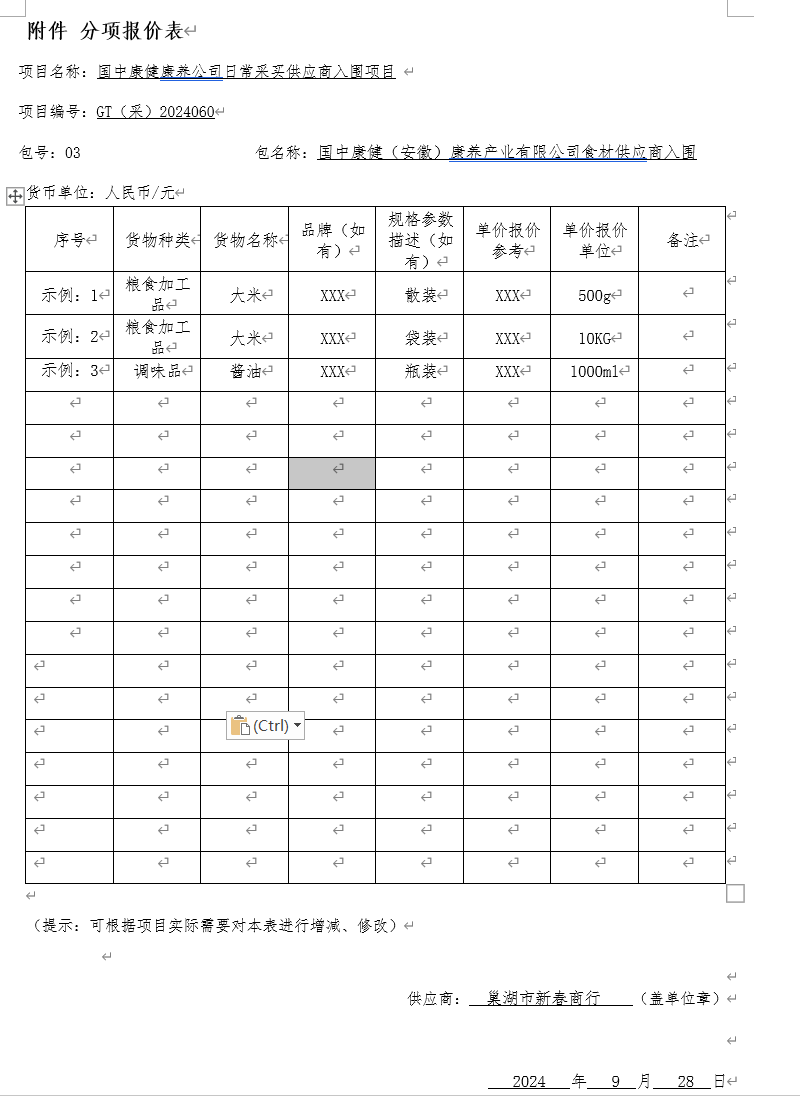 附件 分项报价表
项目名称：国中康健康养公司日常采买供应商入围项目
项目编号：GT（采）2024060
包号：03 包名称：国中康健（安徽）康养产业有限公司食材供应商入围
货币单位：人民币/元
序号 货物种类 货物名称 品牌（如有） 规格参数描述（如有） 单价报价参考 单价报价单位 备注
示例：1 粮食加工品 大米 XXX 散装 XXX 500g
示例：2 粮食加工品 大米 XXX 袋装 XXX 10KG
示例：3 调味品 酱油 XXX 瓶装 XXX 1000ml
(Ctrl)
（提示：可根据项目实际需要对本表进行增减、修改）
供应商： 巢湖市新春商行 （盖单位章）
2024 年 9 月 28 日